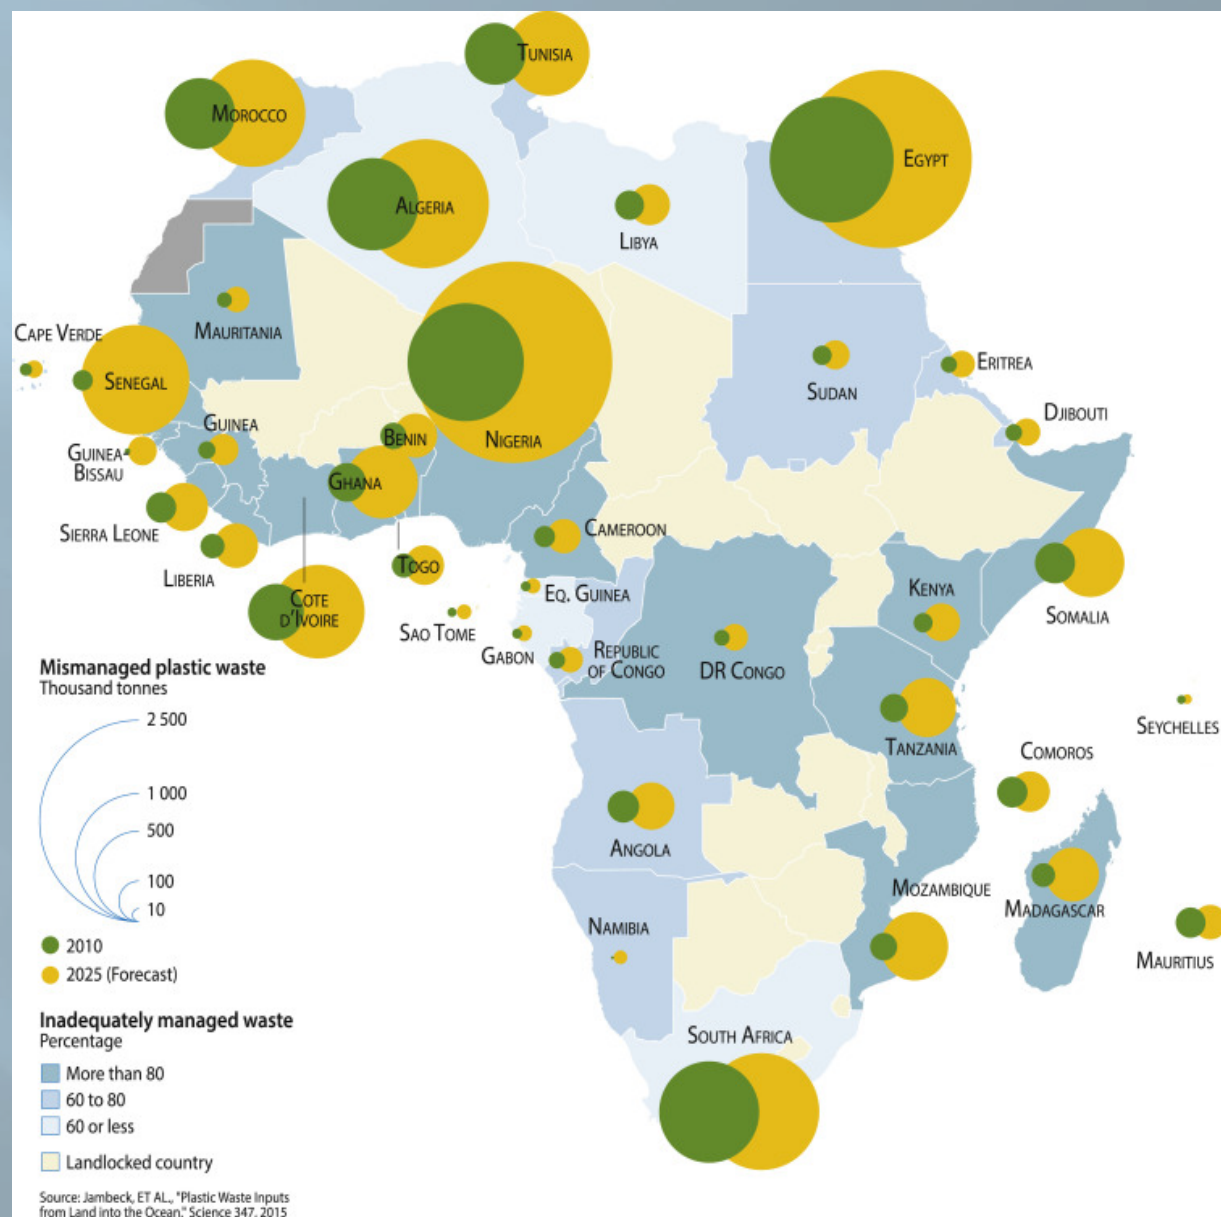 TUNISIA
MOROCCO
EGYPT
ALGERIA
LIBYA
MAURITANIA
CAPE VERDE
SENEGAL
SUDAN
ERITREA
DJIBOUTI
GUINEA
BENIN
NIGERIA
GUINEA
BISSAU
GHANA
SIERRA LEONE
CAMEROON
LIBERIA
TOGO
COTE
D'IVOIRE
EQ. GUINEA
KENYA
SOMALIA
SAO TOME
GABON
REPUBLIC
OF CONGO
DR CONGO
TANZANIA
SEYCHELLES
COMOROS
ANGOLA
MOZAMBIQUE
MADAGASCAR
MAURITIUS
NAMIBIA
SOUTH AFRICA
Mismanaged plastic waste
Thousand tonnes
2 500
1 000
500
100
10
2010
2025 (Forecast)
Inadequately managed waste
Percentage
More than 80
60 to 80
60 or less
Landlocked country
Source: Jambeck, ET AL., "Plastic Waste Inputs
from Land into the Ocean," Science 347, 2015